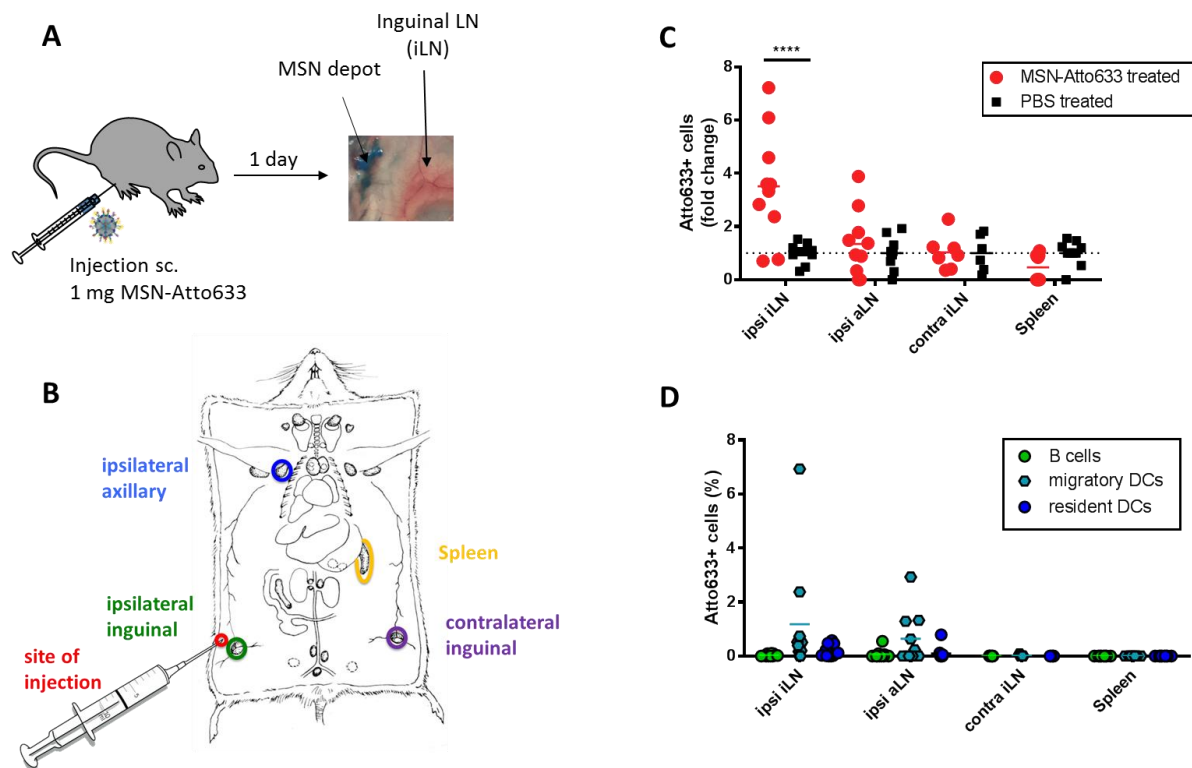 A
Inguinal LN
(iLN)
MSN depot
1 day
Injection sc.
1 mg MSN-Atto633
B
ipsilateral
axillary
Spleen
ipsilateral
inguinal
contralateral
inguinal
site of
injection
C
****
MSN-Atto633 treated
PBS treated
Atto633+ cells
(fold change)
8
6
4
2
0
ipsi iLN
ipsi aLN
contra iLN
Spleen
D
B cells
migratory DCs
resident DCs
Atto633+ cells (%)
8
6
4
2
0
ipsi iLN
ipsi aLN
contra iLN
Spleen